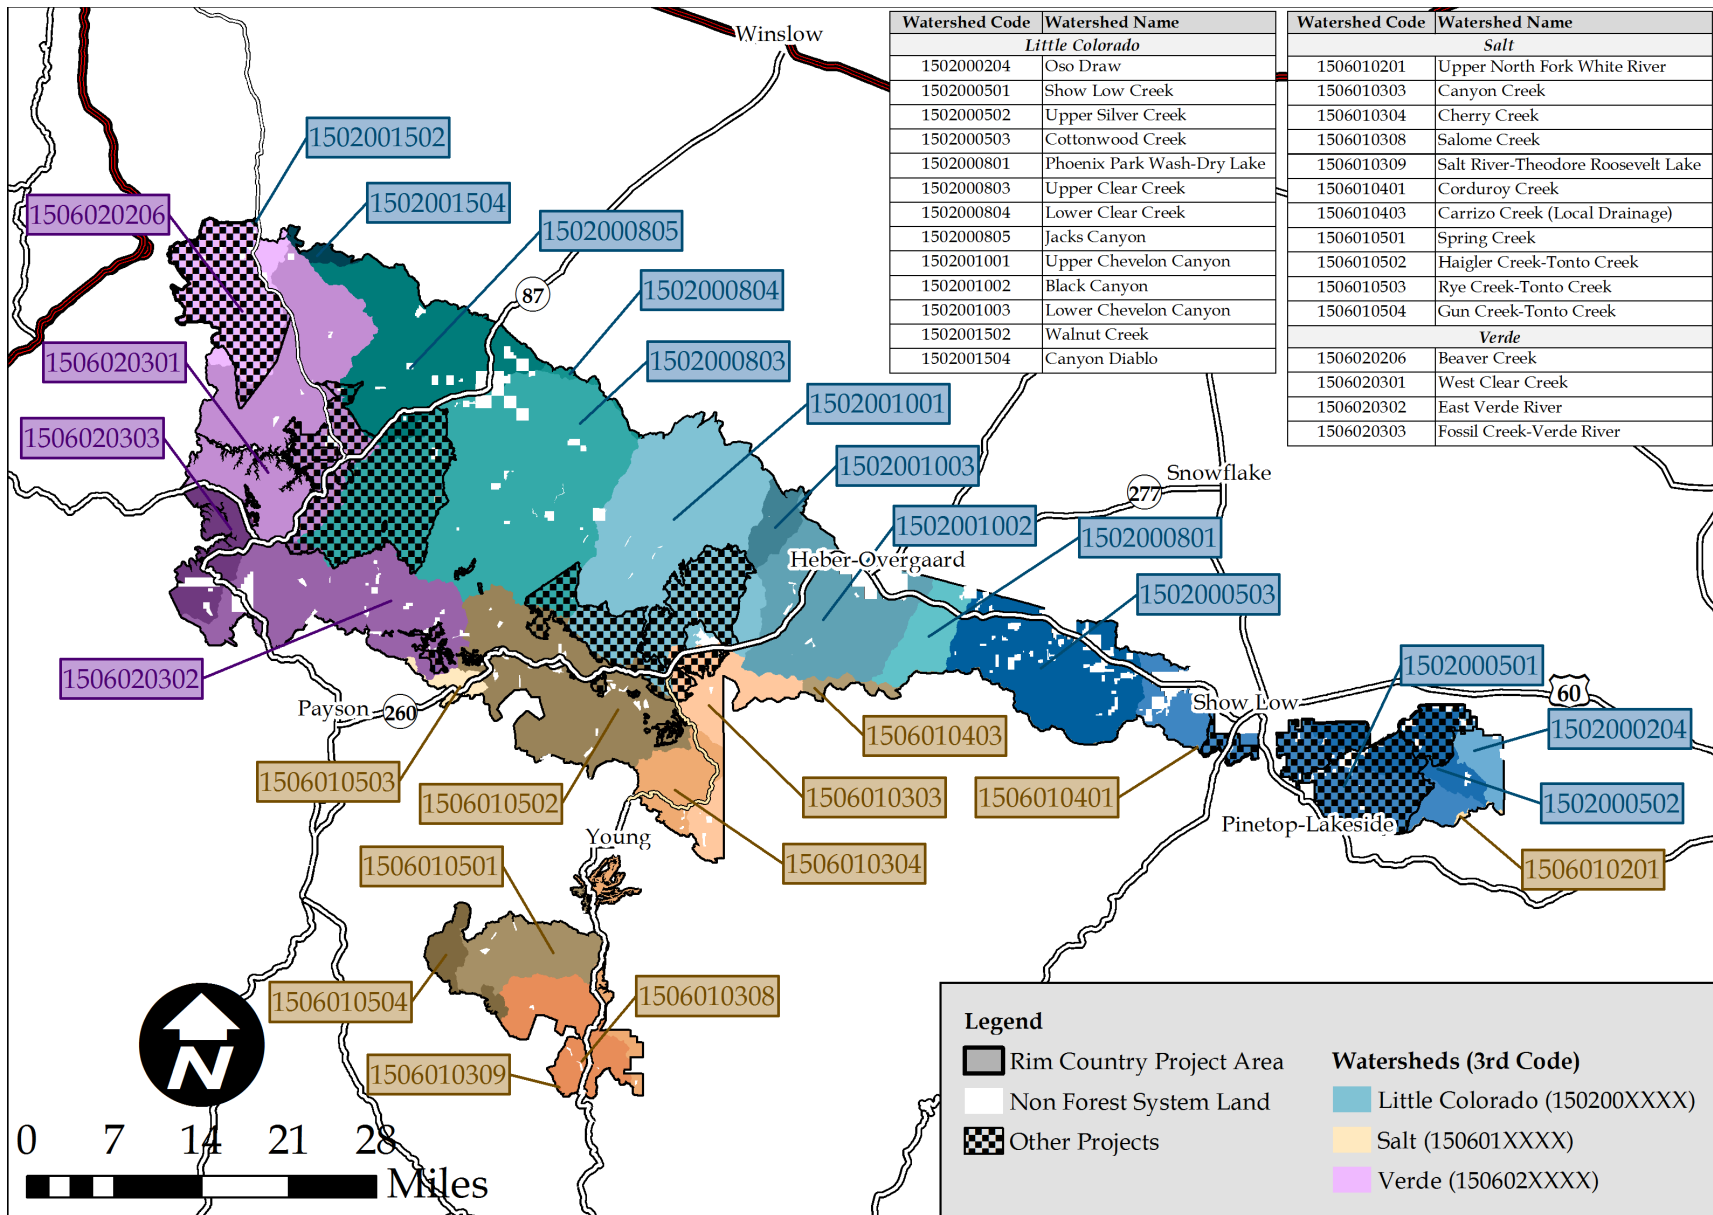 Winslow
Watershed Code Watershed Name
Little Colorado
1502000204 Oso Draw
1502000501 Show Low Creek
1502000502 Upper Silver Creek
1502000503 Cottonwood Creek
1502000801 Phoenix Park Wash-Dry Lake
1502000803 Upper Clear Creek
1502000804 Lower Clear Creek
1502000805 Jacks Canyon
1502001001 Upper Chevelon Canyon
1502001002 Black Canyon
1502001003 Lower Chevelon Canyon
1502001502 Walnut Creek
1502001504 Canyon Diablo
Watershed Code Watershed Name
Salt
1506010201 Upper North Fork White River
1506010303 Canyon Creek
1506010304 Cherry Creek
1506010308 Salome Creek
1506010309 Salt River-Theodore Roosevelt Lake
1506010401 Corduroy Creek
1506010403 Carrizo Creek (Local Drainage)
1506010501 Spring Creek
1506010502 Haigler Creek-Tonto Creek
1506010503 Rye Creek-Tonto Creek
1506010504 Gun Creek-Tonto Creek
Verde
1506020206 Beaver Creek
1506020301 West Clear Creek
1506020302 East Verde River
1506020303 Fossil Creek-Verde River
1502001502
1502001504
1506020206
1502000805
87
1502000804
1506020301
1502000803
1502001001
1506020303
1502001003
Snowflake
277
1502001002
1502000801
Heber-Overgaard
1502000503
1506020302
1502000501
Payson
260
Show Low
60
1502000204
1506010403
1506010503
1506010502
1506010303
1506010401
1502000502
Pinetop-Lakeside
Young
1506010501
1506010304
1506010201
1506010504
1506010308
1506010309
N
0 7 14 21 28
Miles
Legend
Rim Country Project Area
Non Forest System Land
Other Projects
Watersheds (3rd Code)
Little Colorado (150200XXXX)
Salt (150601XXXX)
Verde (150602XXXX)